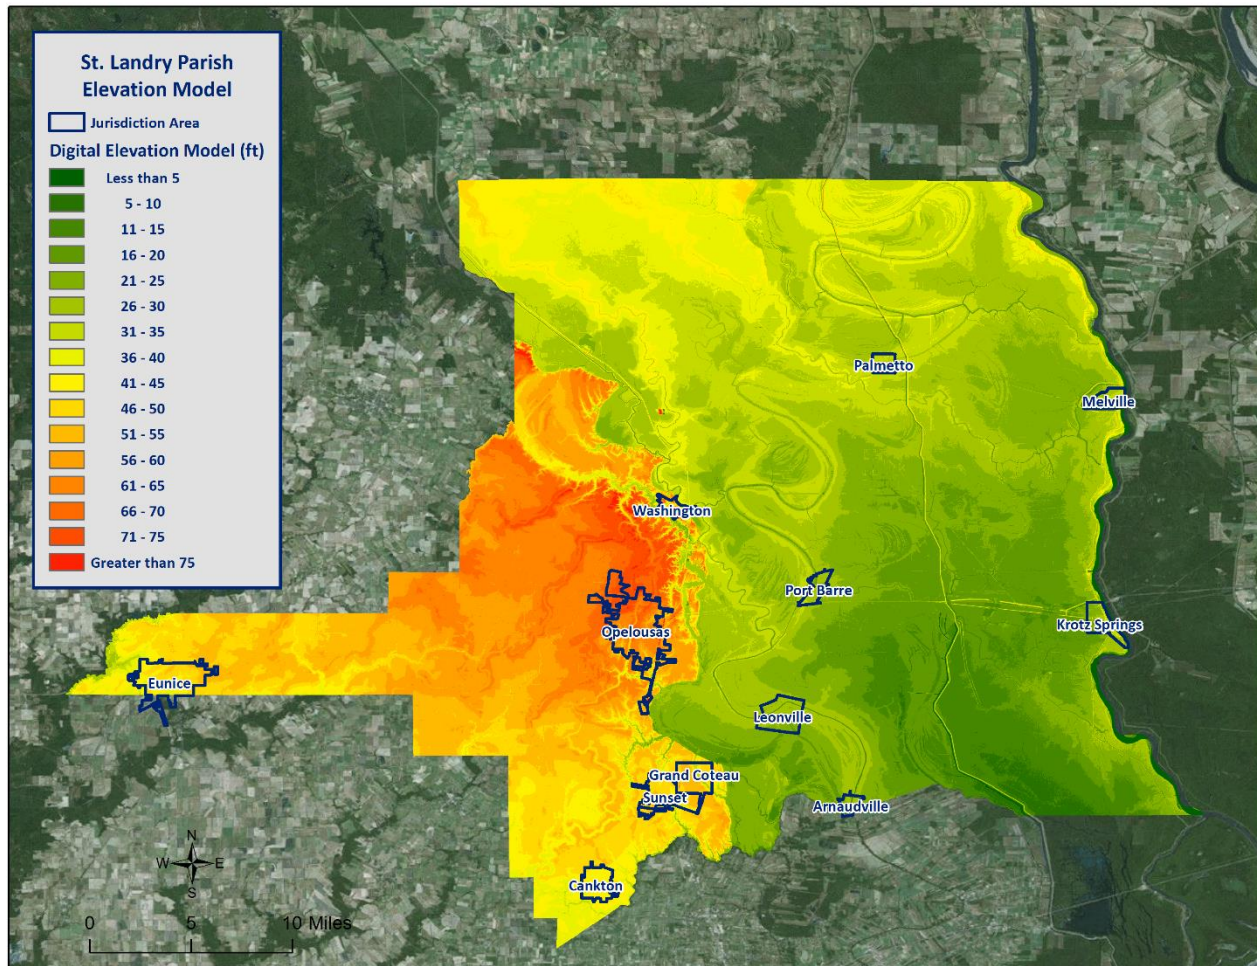 St. Landry Parish
Elevation Model
Jurisdiction Area
Digital Elevation Model (ft)
Less than 5
5 - 10
11 - 15
16 - 20
21 - 25
26 - 30
31 - 35
36 - 40
41 - 45
46 - 50
51 - 55
56 - 60
61 - 65
66 - 70
71 - 75
Greater than 75
Palmetto
Melville
Washington
Port Barre
Krotz Springs
Opelousas
Eunice
Leonville
Grand Coteau
Sunset
Arnaudville
Cankton
N
W E
S
0 5 10 Miles